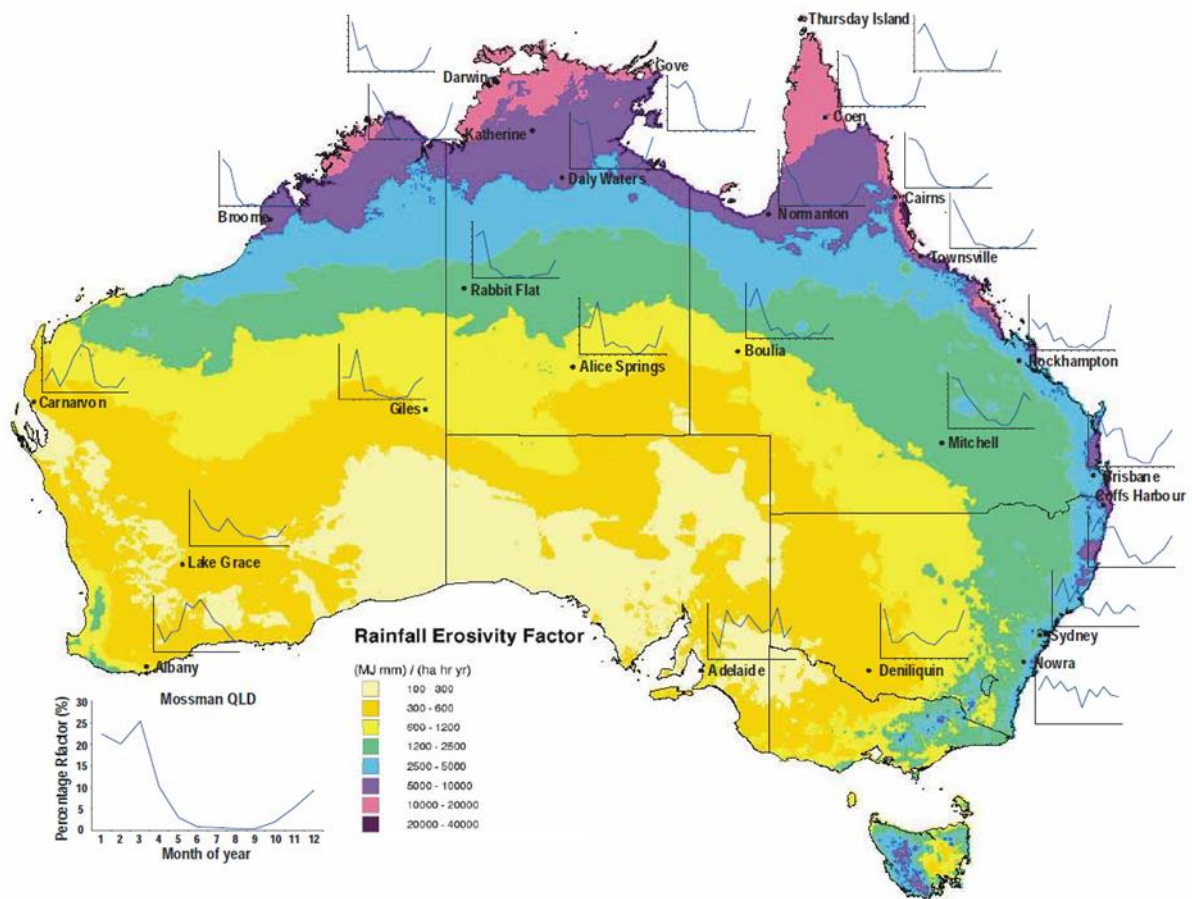 Thursday Island
Darwin
Gove
Katherine
Coen
Daly Waters
Broome
Normanton
Cairns
Townsville
Rabbit Flat
Alice Springs
Boulia
Rockhampton
Carnarvon
Giles
Mitchell
Brisbane
Coffs Harbour
Lake Grace
Sydney
Albany
Adelaide
Deniliquin
Nowra
Rainfall Erosivity Factor
(MJ mm) / (ha hr yr)
100 - 300
300 - 600
600 - 1200
1200 - 2500
2500 - 5000
5000 - 10000
10000 - 20000
20000 - 40000
Mossman QLD
Percentage Rfactor (%)
30
25
20
15
10
5
0
1 2 3 4 5 6 7 8 9 10 11 12
Month of year